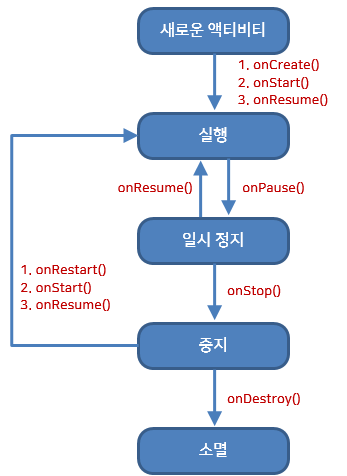 새로운 액티비티
1. onCreate()
2. onStart()
3. onResume()
실행
onResume()
onPause()
일시 정지
1. onRestart()
2. onStart()
3. onResume()
onStop()
중지
onDestroy()
소멸